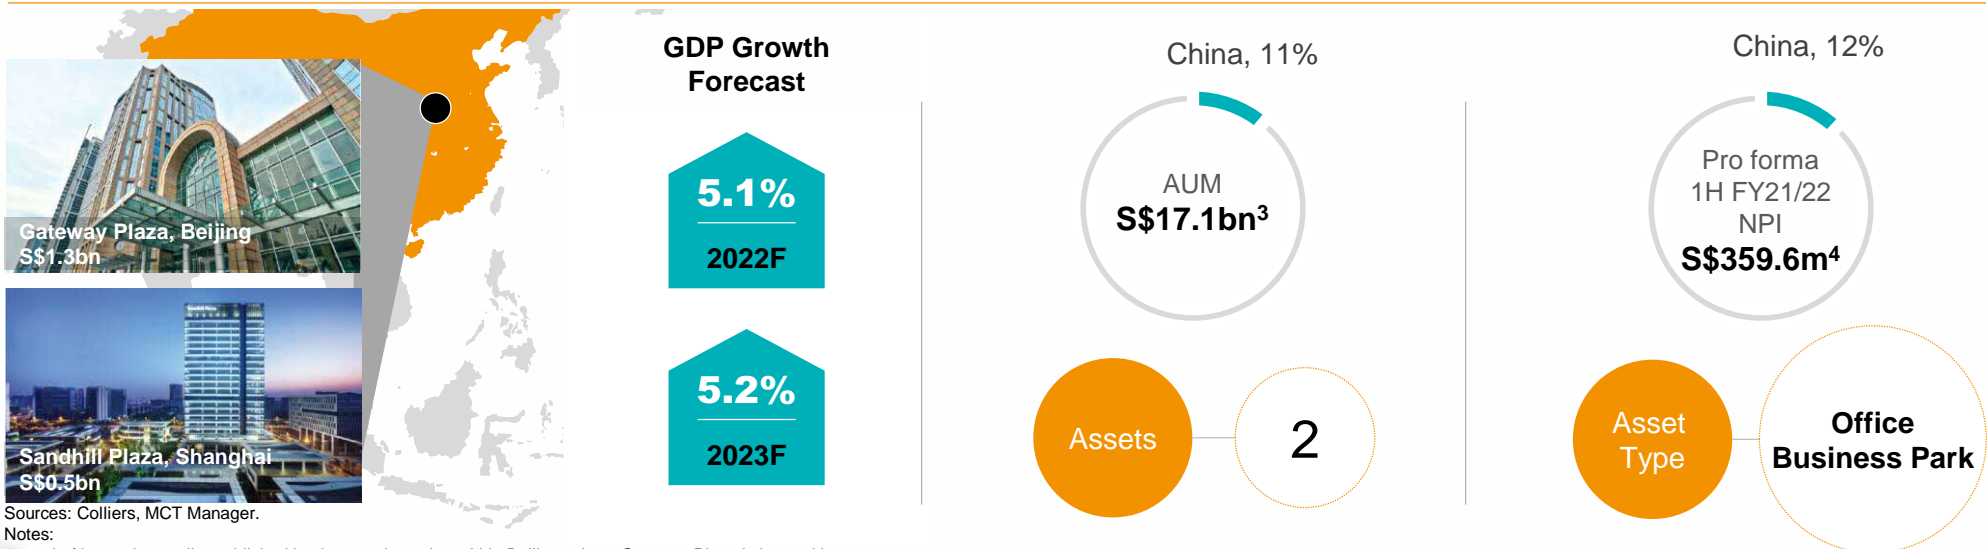 Gateway Plaza, Beijing
S$1.3bn
Sandhill Plaza, Shanghai
S$0.5bn
GDP Growth
Forecast
5.1%
2022F
5.2%
2023F
China, 11%
AUM
S$17.1bn3
Assets
2
China, 12%
Pro forma
1H FY21/22
NPI
S$359.6m4
Asset
Type
Office
Business Park
Sources: Colliers, MCT Manager.
Notes: